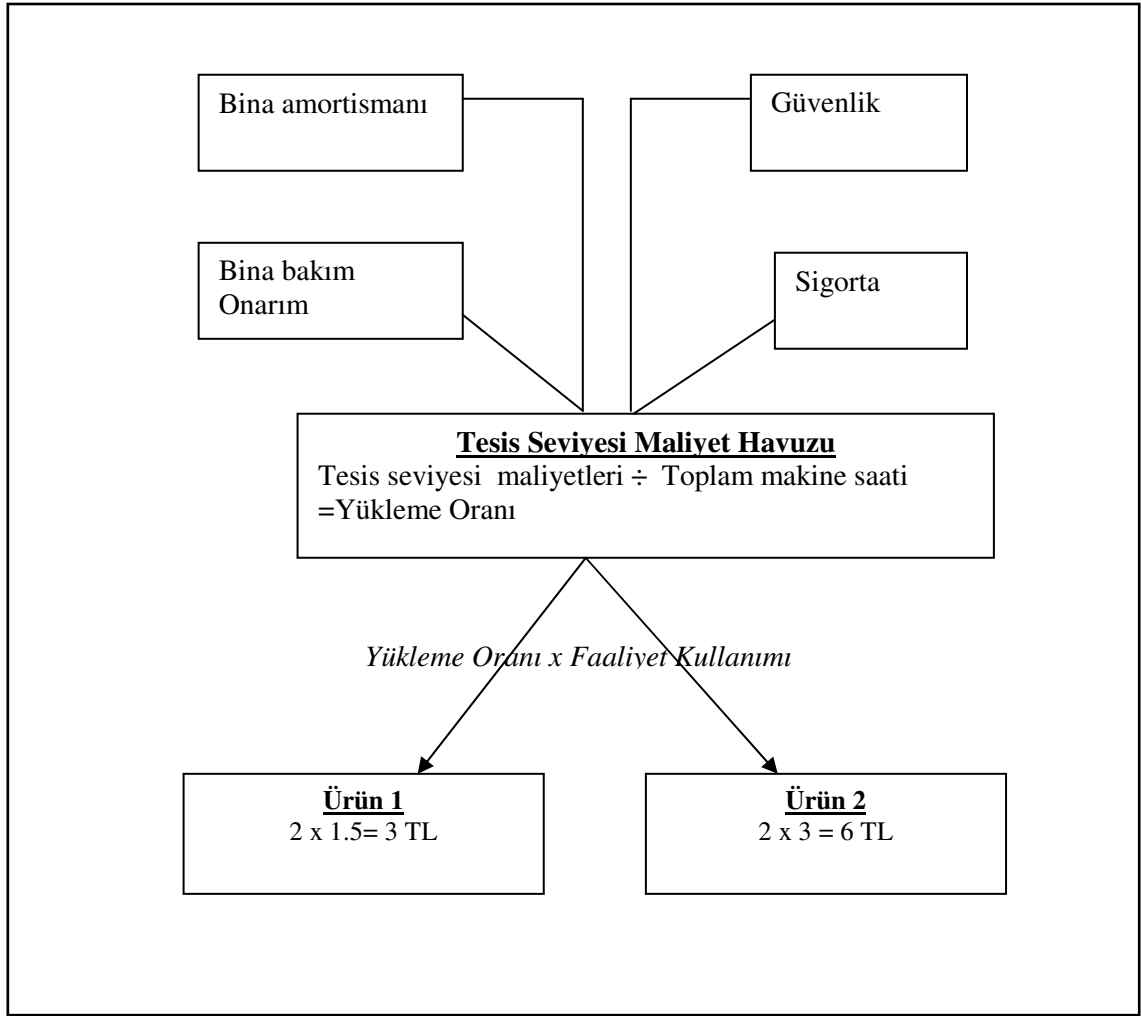 Bina amortismanı
Güvenlik
Bina bakım
Onarım
Sigorta
Tesis Seviyesi Maliyet Havuzu
Tesis seviyesi maliyetleri ÷ Toplam makine saati
=Yükleme Oranı
Yükleme Oranı x Faaliyet Kullanımı
Ürün 1
2 x 1.5= 3 TL
Ürün 2
2 x 3 = 6 TL